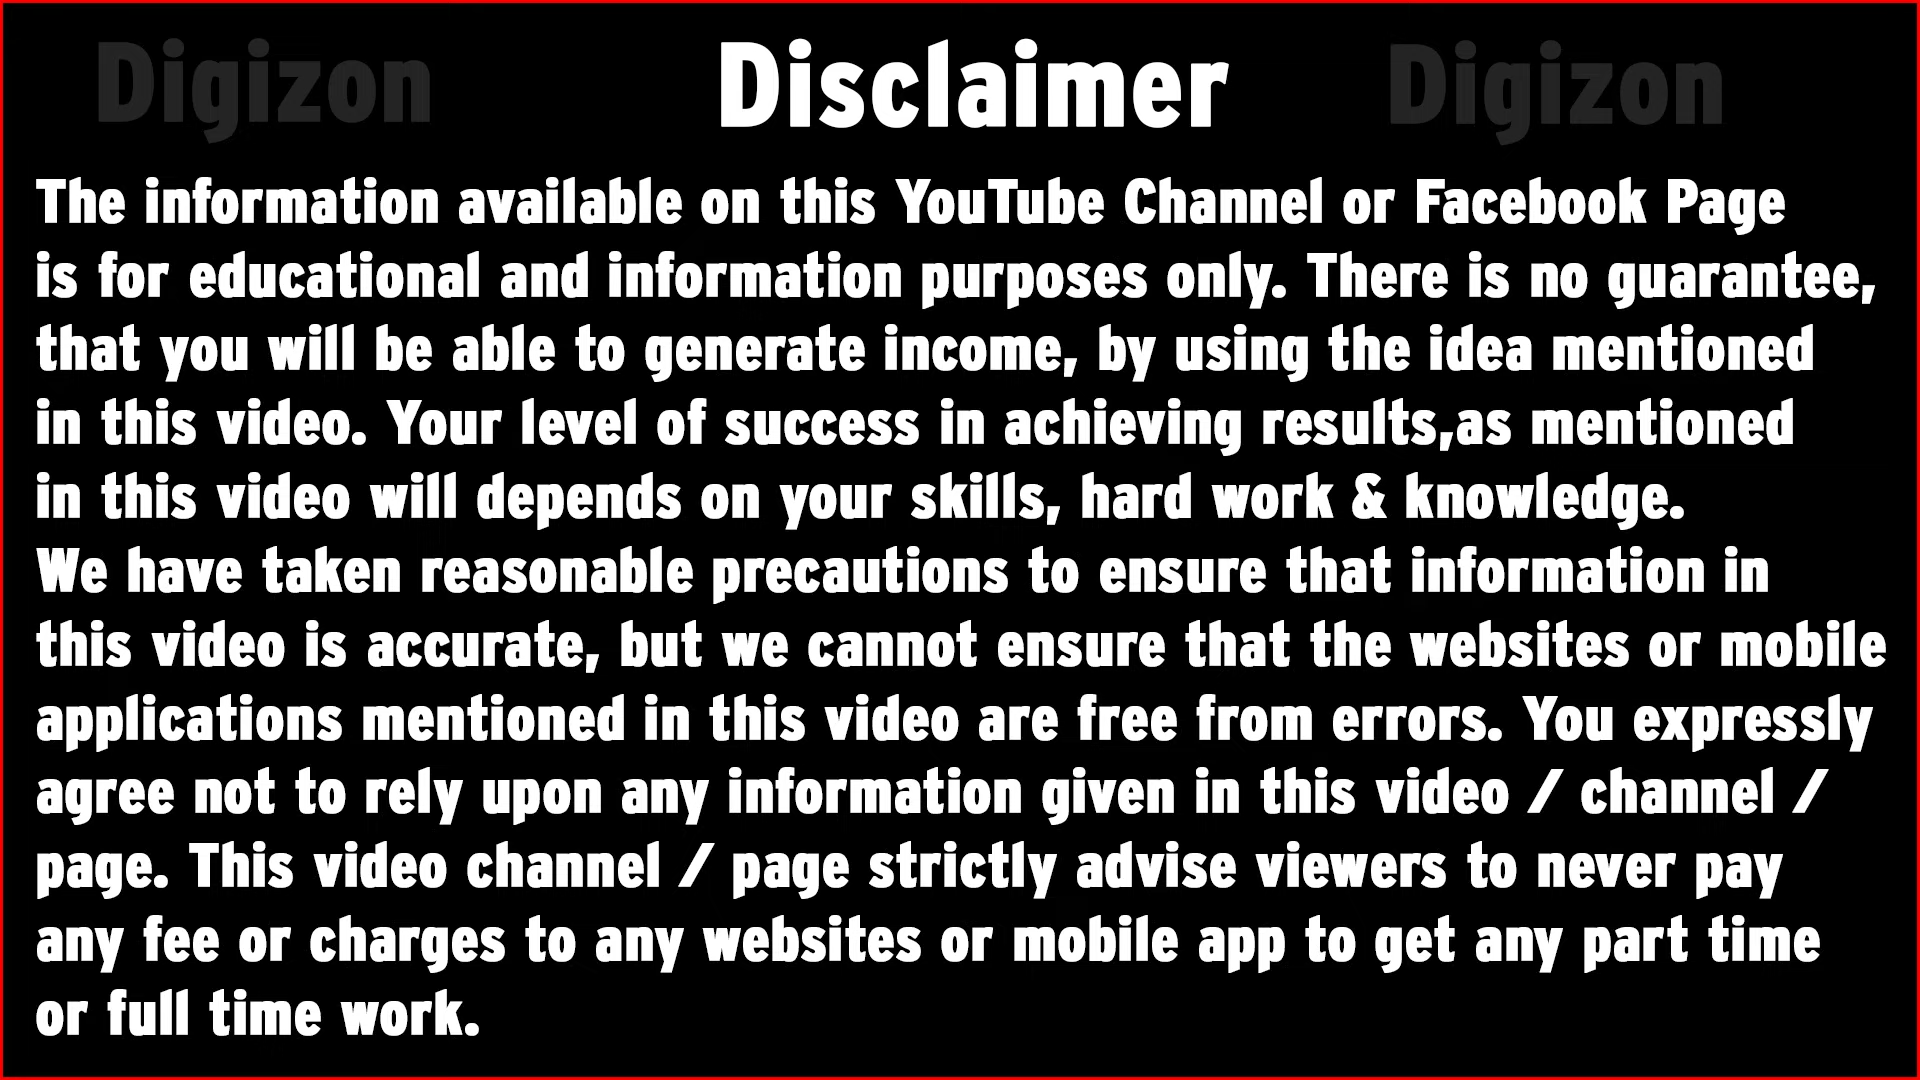 Digizon Disclaimer Digizon
The information available on this YouTube Channel or Facebook Page
is for educational and information purposes only. There is no guarantee,
that you will be able to generate income, by using the idea mentioned
in this video. Your level of success in achieving results,as mentioned
in this video will depends on your skills, hard work & knowledge.
We have taken reasonable precautions to ensure that information in
this video is accurate, but we cannot ensure that the websites or mobile
applications mentioned in this video are free from errors. You expressly
agree not to rely upon any information given in this video / channel /
page. This video channel / page strictly advise viewers to never pay
any fee or charges to any websites or mobile app to get any part time
or full time work.